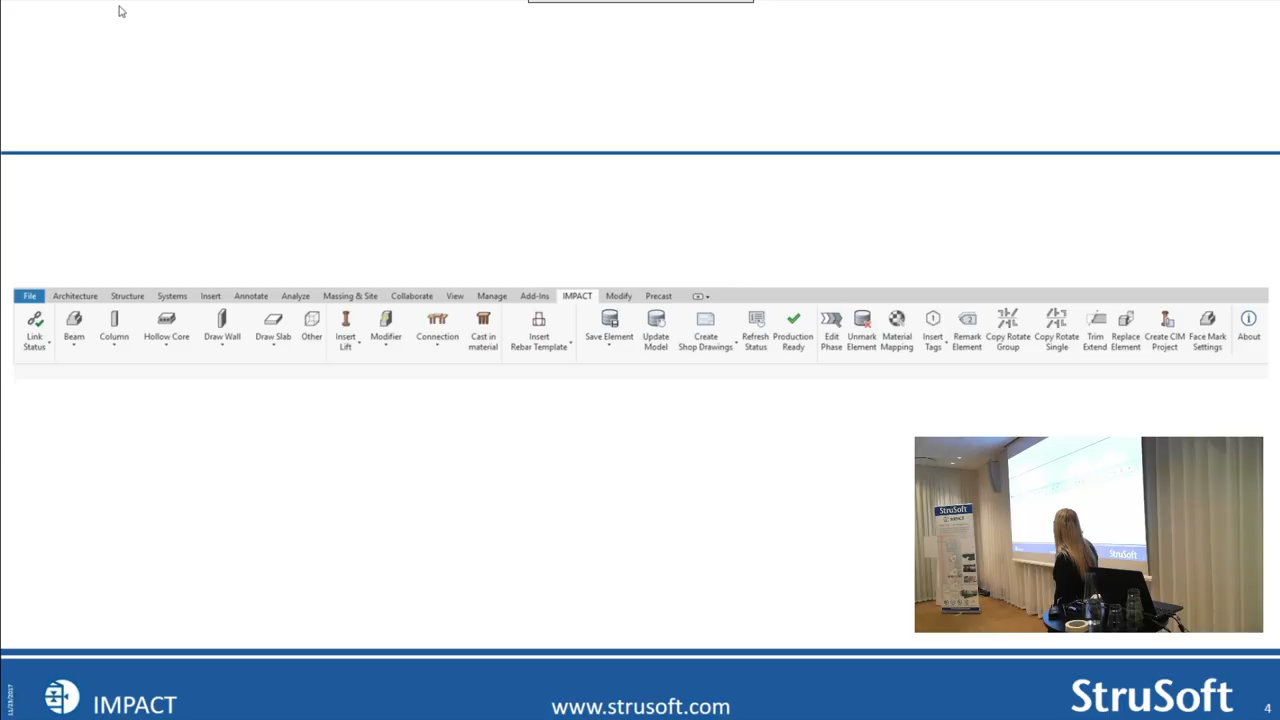 File Architecture Structure Systems Insert Annotate Analyze Massing & Site Collaborate View Manage Add-Ins IMPACT Modify Precast
Link Status
Beam
Column
Hollow Core
Draw Wall
Draw Slab
Other
Insert Lift
Modifier
Connection
Cast in material
Insert Rebar Template
Save Element
Update Model
Create Shop Drawings
Refresh Status
Production Ready
Edit Phase
Unmark Element
Material Mapping
Insert Tags
Remark Element
Copy Rotate Group
Copy Rotate Single
Trim Extend
Replace Element
Create CIM Project
Face Mark Settings
About
StruSoft
IMPACT
StruSoft
11/23/2017
IMPACT
www.strusoft.com
StruSoft
4